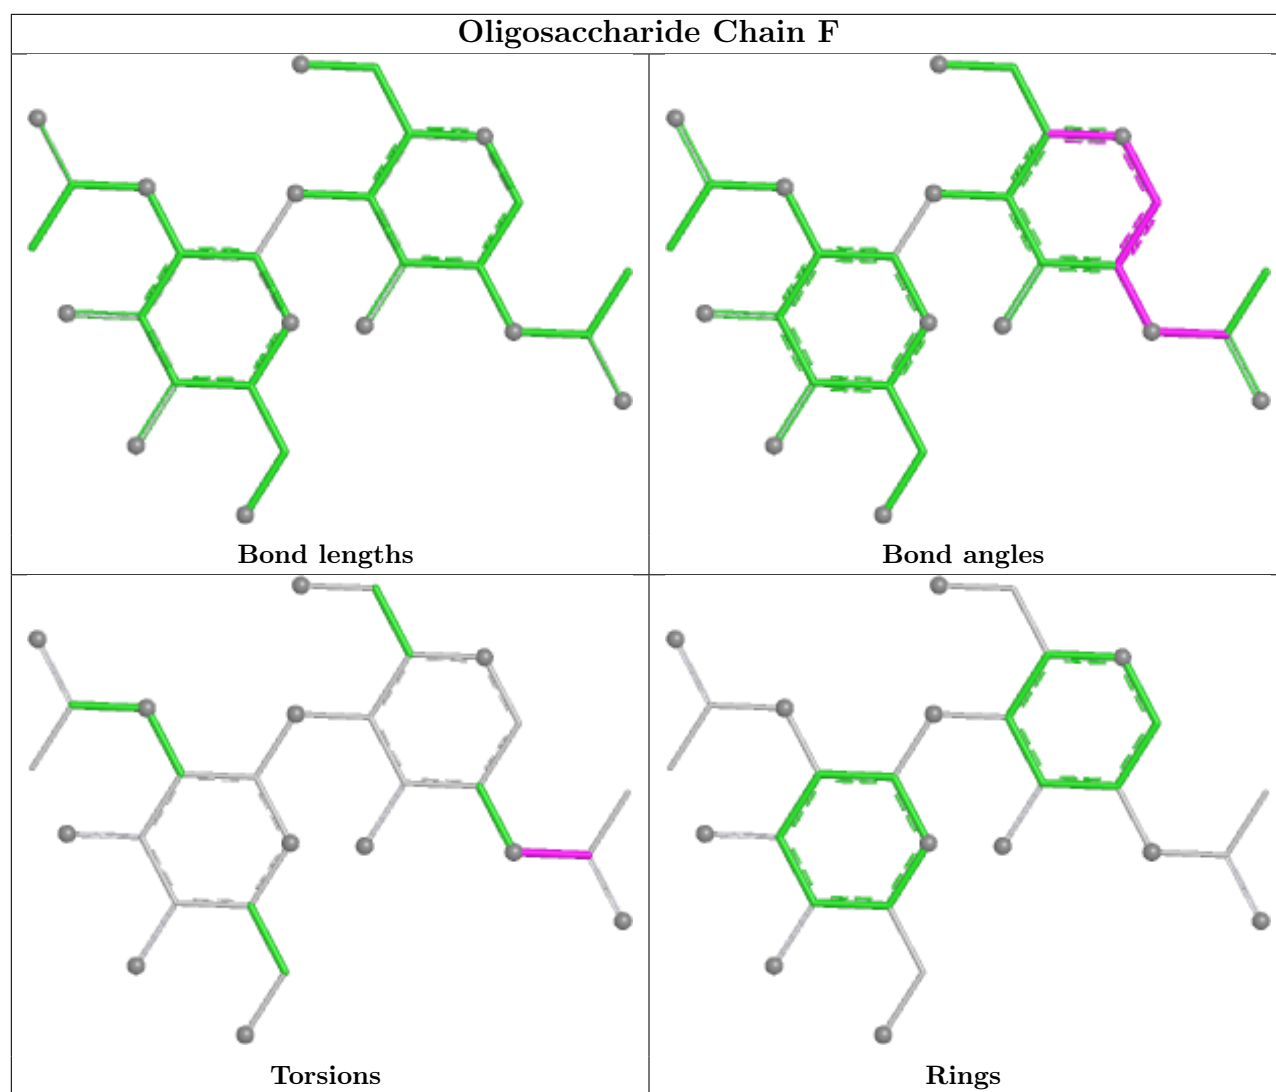 Oligosaccharide Chain F
Bond lengths
Bond angles
Torsions
Rings